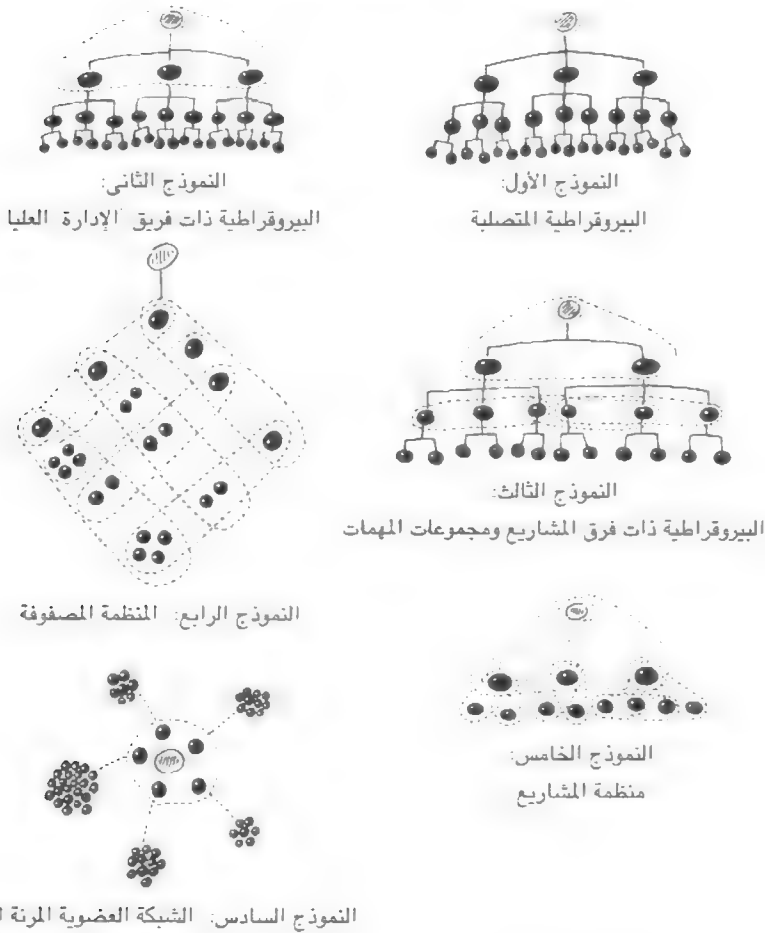 النموذج الأول:
البيروقراطية المتصلبة
النموذج الثاني:
البيروقراطية ذات فريق الإدارة العليا
النموذج الثالث:
البيروقراطية ذات فرق المشاريع ومجموعات المهمات
النموذج الرابع: المنظمة المصفوفة
النموذج الخامس:
منظمة المشاريع
النموذج السادس: الشبكة العضوية المرنة